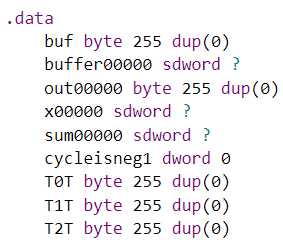 .data
buf byte 255 dup(0)
buffer00000 sdword ?
out00000 byte 255 dup(0)
x00000 sdword ?
sum00000 sdword ?
cycleisneg1 dword 0
T0T byte 255 dup(0)
T1T byte 255 dup(0)
T2T byte 255 dup(0)